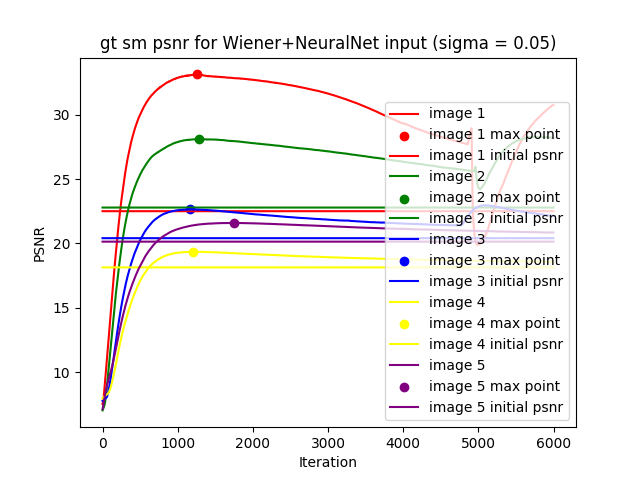 gt sm psnr for Wiener+NeuralNet input (sigma = 0.05)
PSNR
30
25
20
15
10
image 1
image 1 max point
image 1 initial psnr
image 2
image 2 max point
image 2 initial psnr
image 3
image 3 max point
image 3 initial psnr
image 4
image 4 max point
image 4 initial psnr
image 5
image 5 max point
image 5 initial psnr
0 1000 2000 3000 4000 5000 6000
Iteration